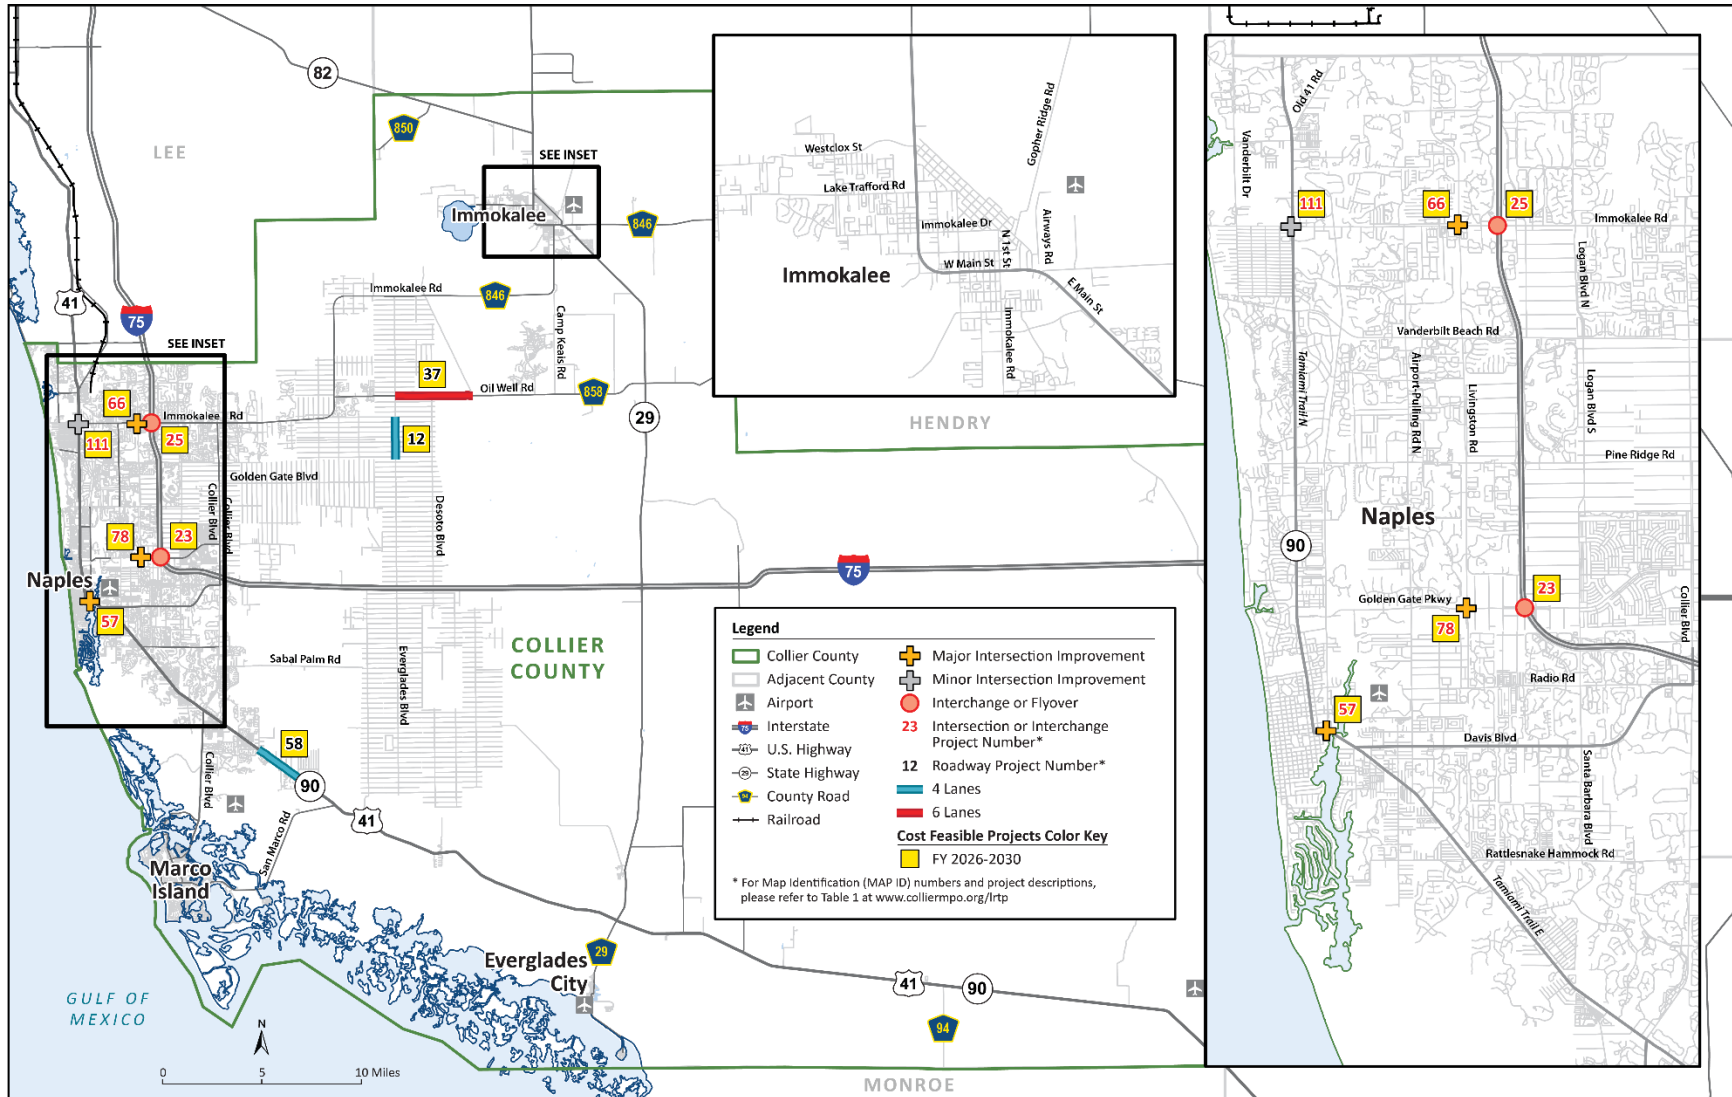 82
850
LEE
SEE INSET
Immokalee
846
41
75
Immokalee Rd
846
Camp Keais Rd
SEE INSET
37
Oil Well Rd
858
29
66
Immokalee Rd
111
25
12
Golden Gate Blvd
Collier Blvd
Collier Blvd
Desoto Blvd
78
23
75
Naples
57
Sabal Palm Rd
Everglades Blvd
COLLIER
COUNTY
HENDRY
58
90
41
Collier Blvd
San Marco Rd
Marco
Island
Everglades
City
29
41
90
94
GULF OF
MEXICO
N
0 5 10 Miles
MONROE
Westclox St
Lake Trafford Rd
Gopher Ridge Rd
Immokalee Dr
N 1st St
Airways Rd
W Main St
E Main St
Immokalee
Immokalee Rd
Legend
Collier County
Adjacent County
Airport
75
Interstate
41
U.S. Highway
29
State Highway
94
County Road
Railroad
Major Intersection Improvement
Minor Intersection Improvement
Interchange or Flyover
23 Intersection or Interchange
Project Number*
12 Roadway Project Number*
4 Lanes
6 Lanes
Cost Feasible Projects Color Key
FY 2026-2030
* For Map Identification (MAP ID) numbers and project descriptions,
please refer to Table 1 at www.colliermpo.org/lrtp
Old 41 Rd
Vanderbilt Dr
111
66
25
Immokalee Rd
Logan Blvd N
Vanderbilt Beach Rd
Tamiami Trail N
Airport-Pulling Rd N
Livingston Rd
Logan Blvd S
Pine Ridge Rd
Naples
90
Golden Gate Pkwy
78
23
Collier Blvd
Radio Rd
57
Davis Blvd
Santa Barbara Blvd
Rattlesnake Hammock Rd
Tamiami Trail E